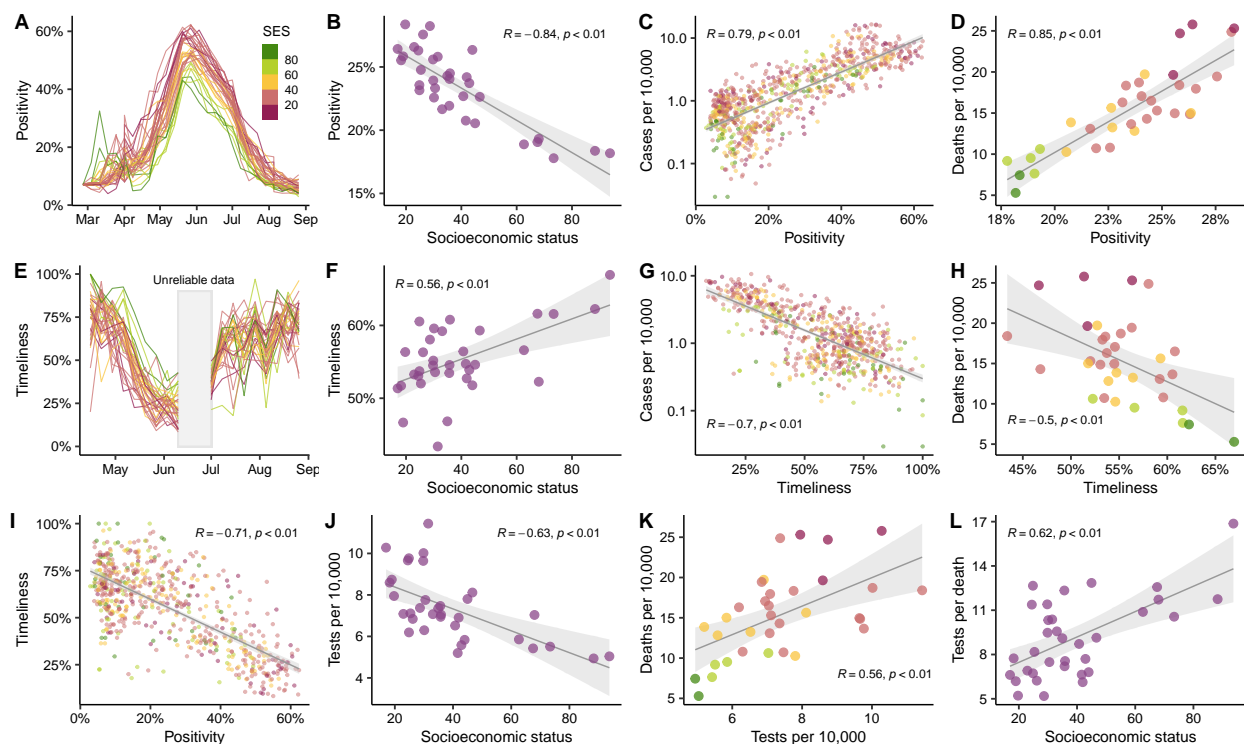 A
60%
40%
20%
0%
Positivity
SES
80
60
40
20
Mar
Apr
May
Jun
Jul
Aug
Sep
B
R = −0.84, p < 0.01
25%
20%
15%
Positivity
20
40
60
80
Socioeconomic status
C
R = 0.79, p < 0.01
10.0
1.0
0.1
Cases per 10,000
0%
20%
40%
60%
Positivity
D
R = 0.85, p < 0.01
25
20
15
10
5
Deaths per 10,000
18%
20%
23%
25%
28%
Positivity
E
Unreliable data
100%
75%
50%
25%
0%
Timeliness
May
Jun
Jul
Aug
Sep
F
R = 0.56, p < 0.01
60%
50%
Timeliness
20
40
60
80
Socioeconomic status
G
10.0
1.0
0.1
Cases per 10,000
R = −0.7, p < 0.01
25%
50%
75%
100%
Timeliness
H
25
20
15
10
5
Deaths per 10,000
R = −0.5, p < 0.01
45%
50%
55%
60%
65%
Timeliness
I
R = −0.71, p < 0.01
100%
75%
50%
25%
Timeliness
0%
20%
40%
60%
Positivity
J
R = −0.63, p < 0.01
10
8
6
4
Tests per 10,000
20
40
60
80
Socioeconomic status
K
25
20
15
10
5
Deaths per 10,000
R = 0.56, p < 0.01
6
8
10
Tests per 10,000
L
R = 0.62, p < 0.01
17
14
11
8
5
Tests per death
20
40
60
80
Socioeconomic status